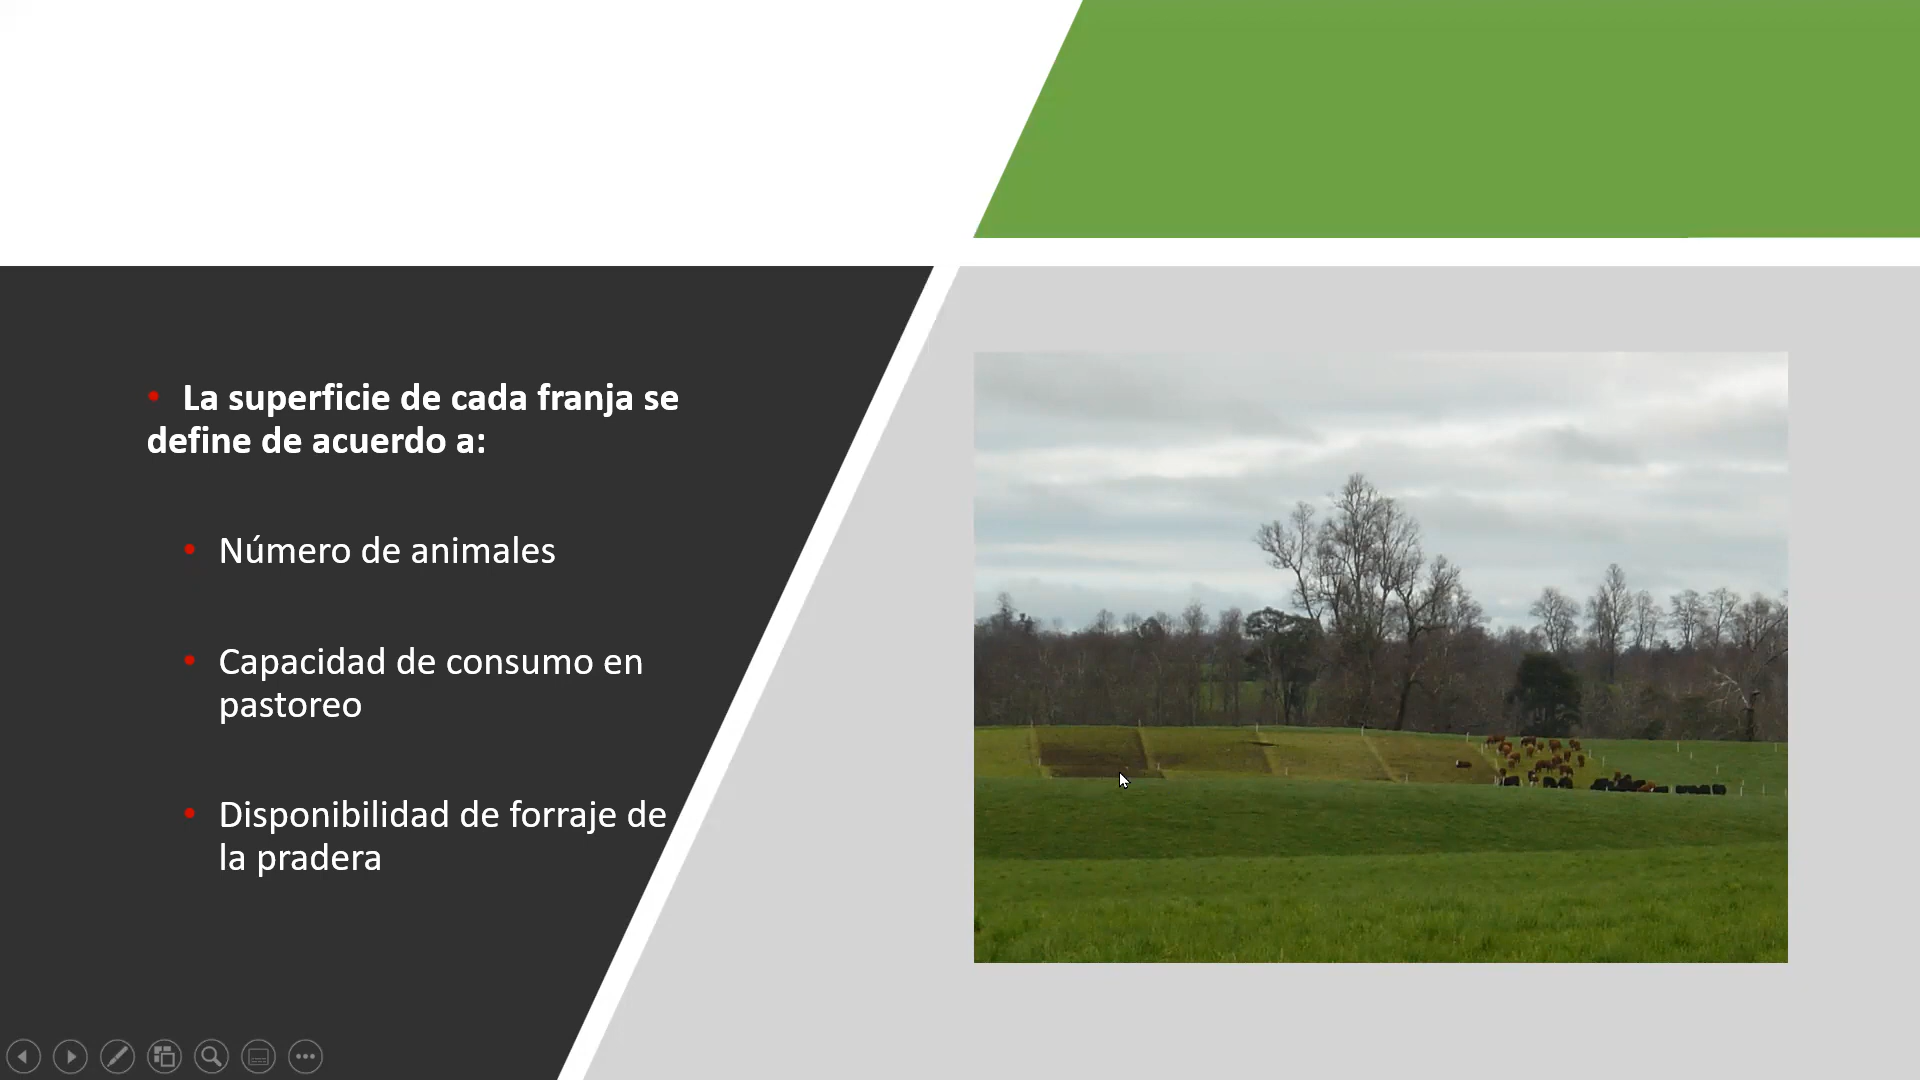 • La superficie de cada franja se
define de acuerdo a:
• Número de animales
• Capacidad de consumo en
pastoreo
• Disponibilidad de forraje de
la pradera